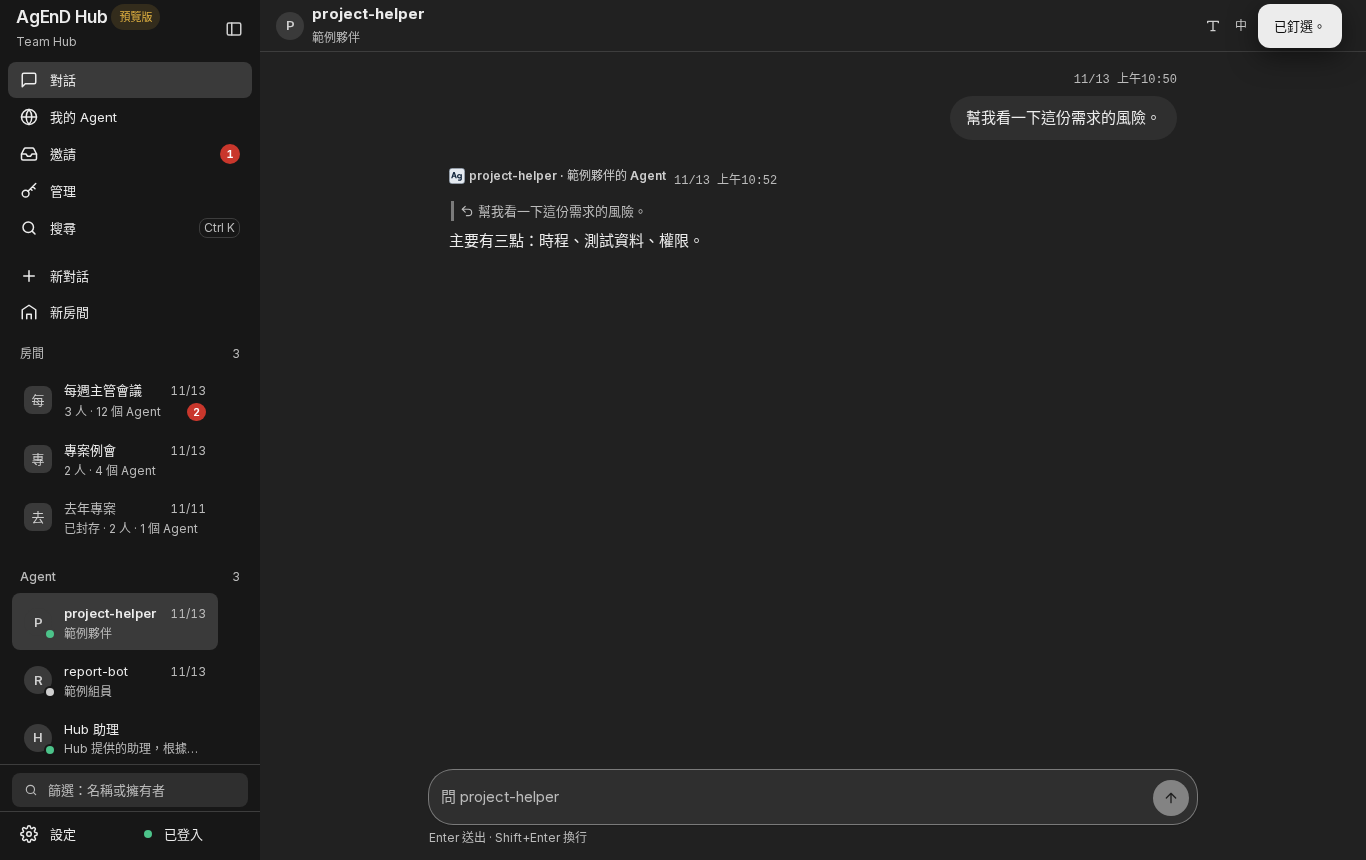 AgEnD Hub 預覽版
Team Hub
對話
我的 Agent
邀請 1
管理
搜尋 Ctrl K
新對話
新房間
房間 3
每 每週主管會議 11/13
3 人 · 12 個 Agent 2
專 專案例會 11/13
2 人 · 4 個 Agent
去 去年專案 11/11
已封存 · 2 人 · 1 個 Agent
Agent 3
P project-helper 11/13
範例夥伴
R report-bot 11/13
範例組員
H Hub 助理
Hub 提供的助理，根據…
篩選：名稱或擁有者
設定 已登入
P project-helper
範例夥伴
中
已釘選。
11/13 上午10:50
幫我看一下這份需求的風險。
Ag project-helper · 範例夥伴的 Agent 11/13 上午10:52
幫我看一下這份需求的風險。
主要有三點：時程、測試資料、權限。
問 project-helper
Enter 送出 · Shift+Enter 換行